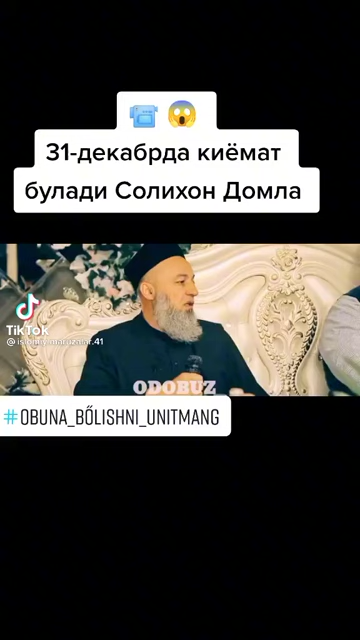 31-декабрда киёмат
булади Солихон Домла
TikTok
ODOBUZ
#OBUNA_BŐLISHNI_UNITMANG